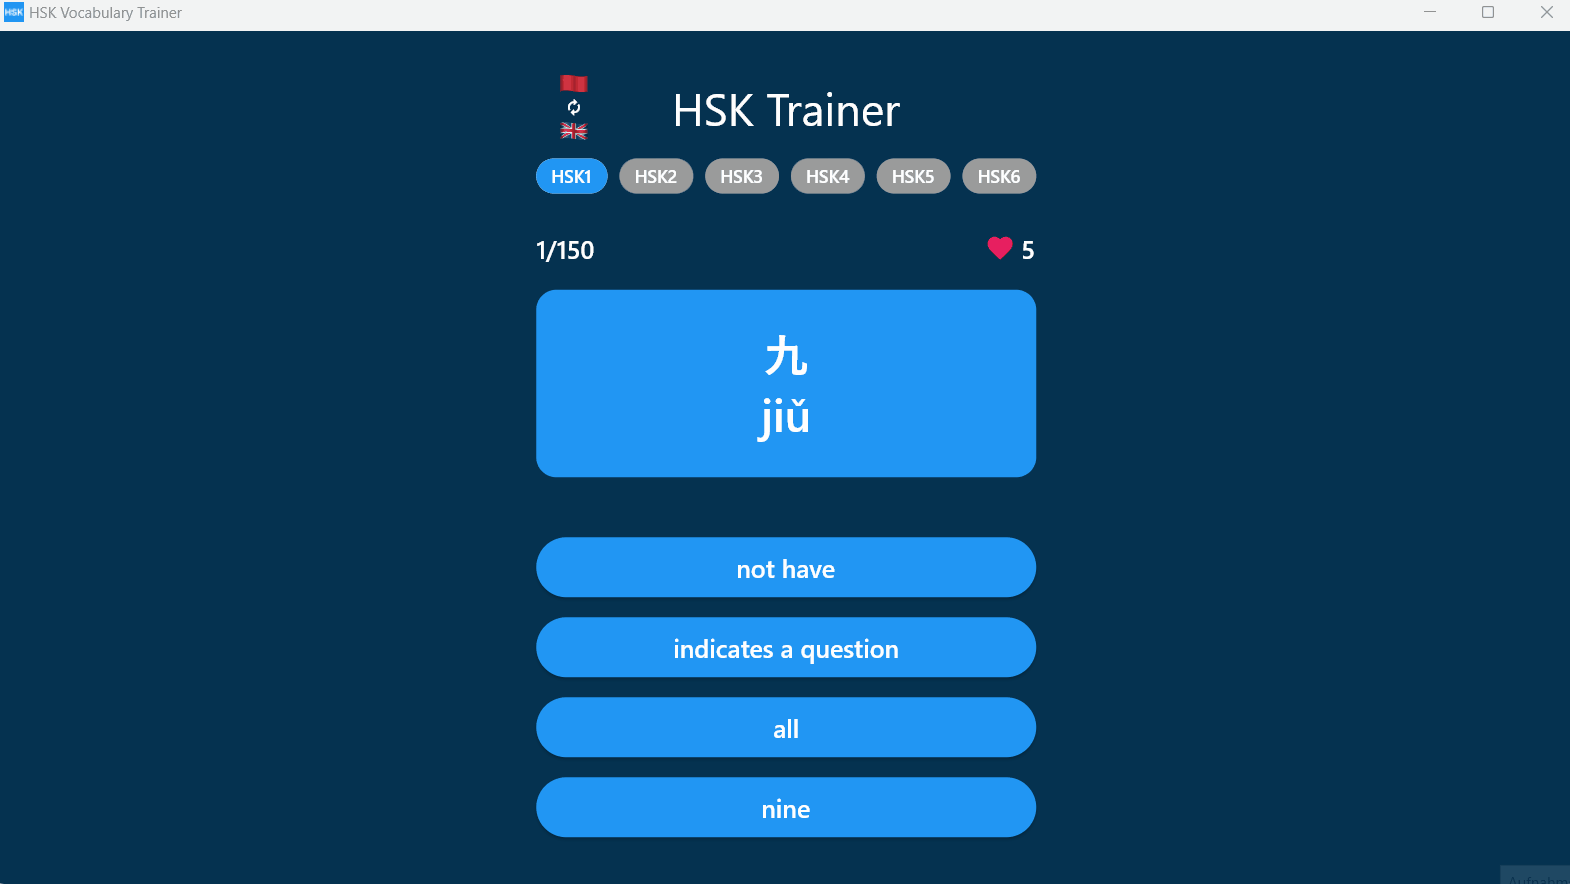 HSK HSK Vocabulary Trainer
HSK Trainer
HSK1 HSK2 HSK3 HSK4 HSK5 HSK6
1/150 5
九
jiǔ
not have
indicates a question
all
nine